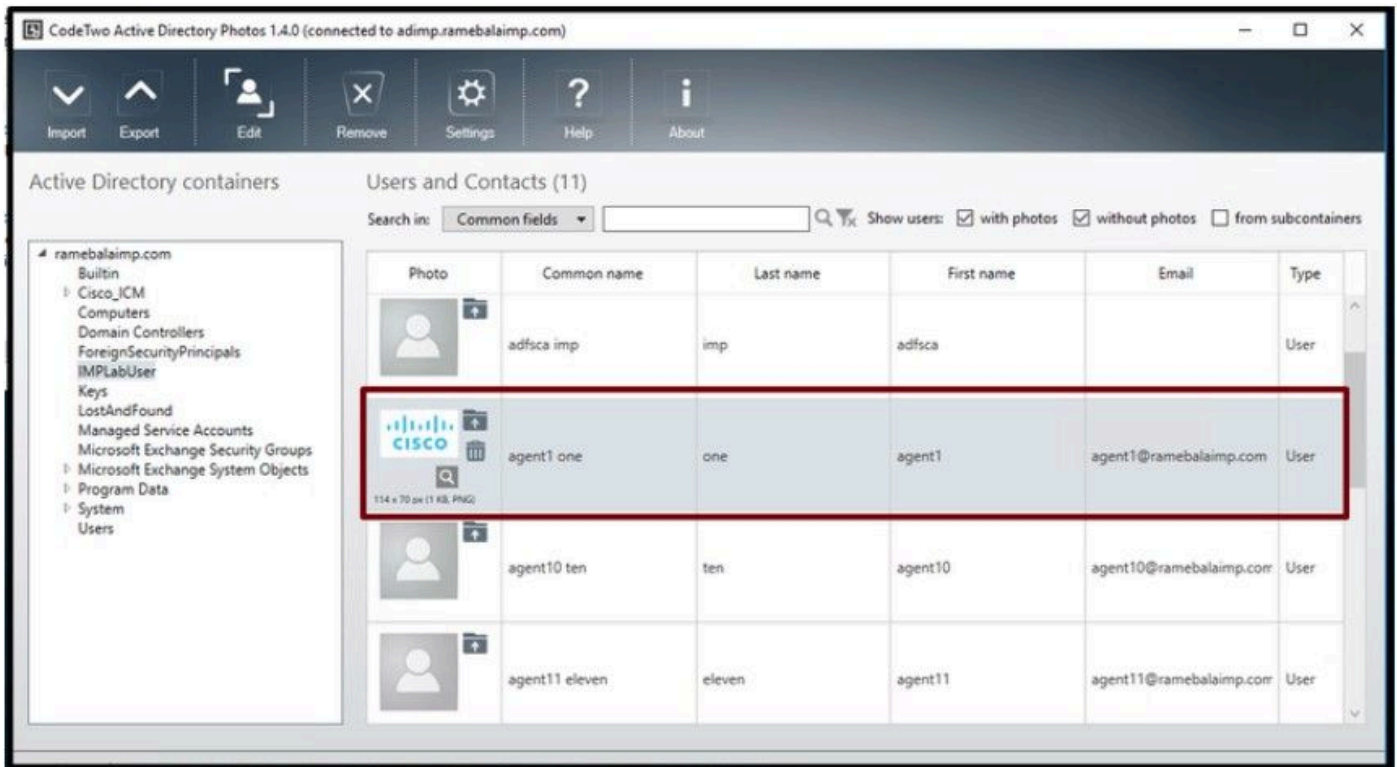 CodeTwo Active Directory Photos 1.4.0 (connected to adimp.ramebalaimp.com)
Import Export Edit Remove Settings Help About
Active Directory containers
Users and Contacts (11)
Search in: Common fields Show users: with photos without photos from subcontainers
ramebalaimp.com
Builtin
Cisco_ICM
Computers
Domain Controllers
ForeignSecurityPrincipals
IMPLabUser
Keys
LostAndFound
Managed Service Accounts
Microsoft Exchange Security Groups
Microsoft Exchange System Objects
Program Data
System
Users
Photo Common name Last name First name Email Type
adfsca imp imp adfsca User
CISCO
agent1 one one agent1 agent1@ramebalaimp.com User
114 x 70 px (1 KB, PNG)
agent10 ten ten agent10 agent10@ramebalaimp.com User
agent11 eleven eleven agent11 agent11@ramebalaimp.com User